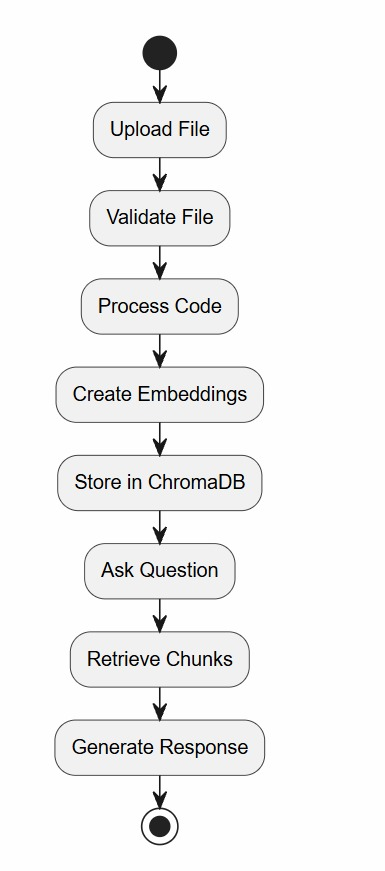 Upload File
Validate File
Process Code
Create Embeddings
Store in ChromaDB
Ask Question
Retrieve Chunks
Generate Response